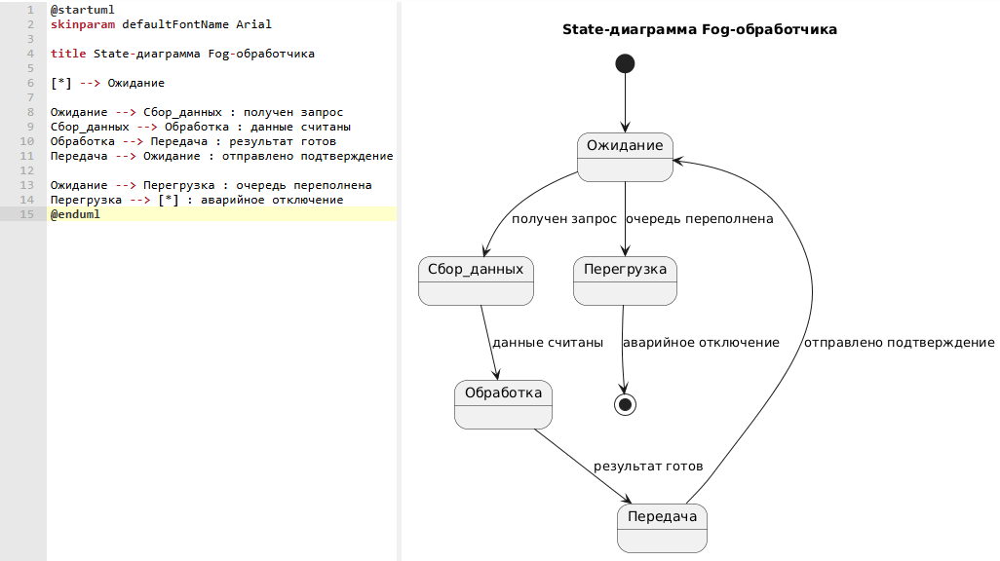 1 @startuml
2 skinparam defaultFontName Arial
3
4 title State-диаграмма Fog-обработчика
5
6 [*] --> Ожидание
7
8 Ожидание --> Сбор_данных : получен запрос
9 Сбор_данных --> Обработка : данные считаны
10 Обработка --> Передача : результат готов
11 Передача --> Ожидание : отправлено подтверждение
12
13 Ожидание --> Перегрузка : очередь переполнена
14 Перегрузка --> [*] : аварийное отключение
15 @enduml
State-диаграмма Fog-обработчика
Ожидание
получен запрос
очередь переполнена
Сбор_данных
Перегрузка
данные считаны
аварийное отключение
отправлено подтверждение
Обработка
результат готов
Передача